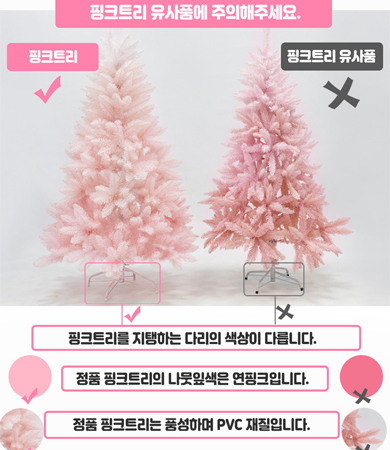 핑크트리 유사품에 주의해주세요.
핑크트리
핑크트리 유사품
핑크트리를 지탱하는 다리의 색상이 다릅니다.
정품 핑크트리의 나뭇잎색은 연핑크입니다.
정품 핑크트리는 풍성하며 PVC 재질입니다.